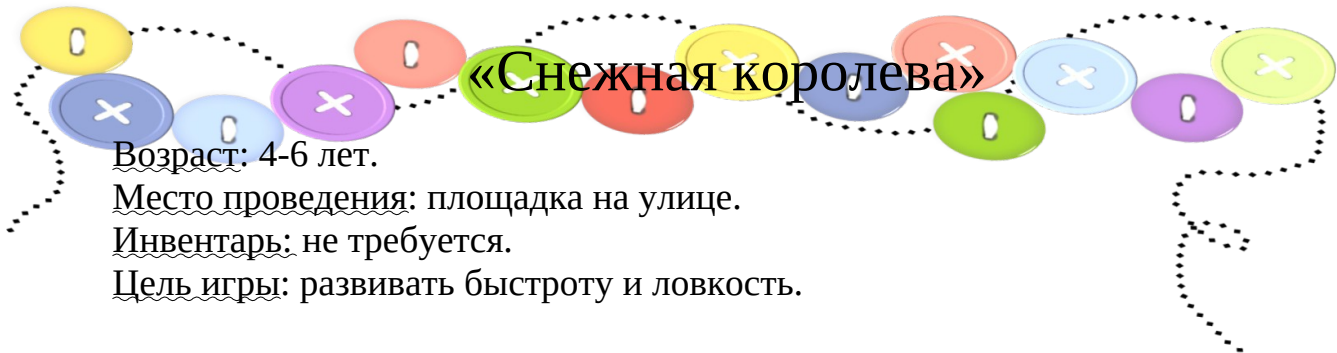 «Снежная королева»
Возраст: 4-6 лет.
Место проведения: площадка на улице.
Инвентарь: не требуется.
Цель игры: развивать быстроту и ловкость.